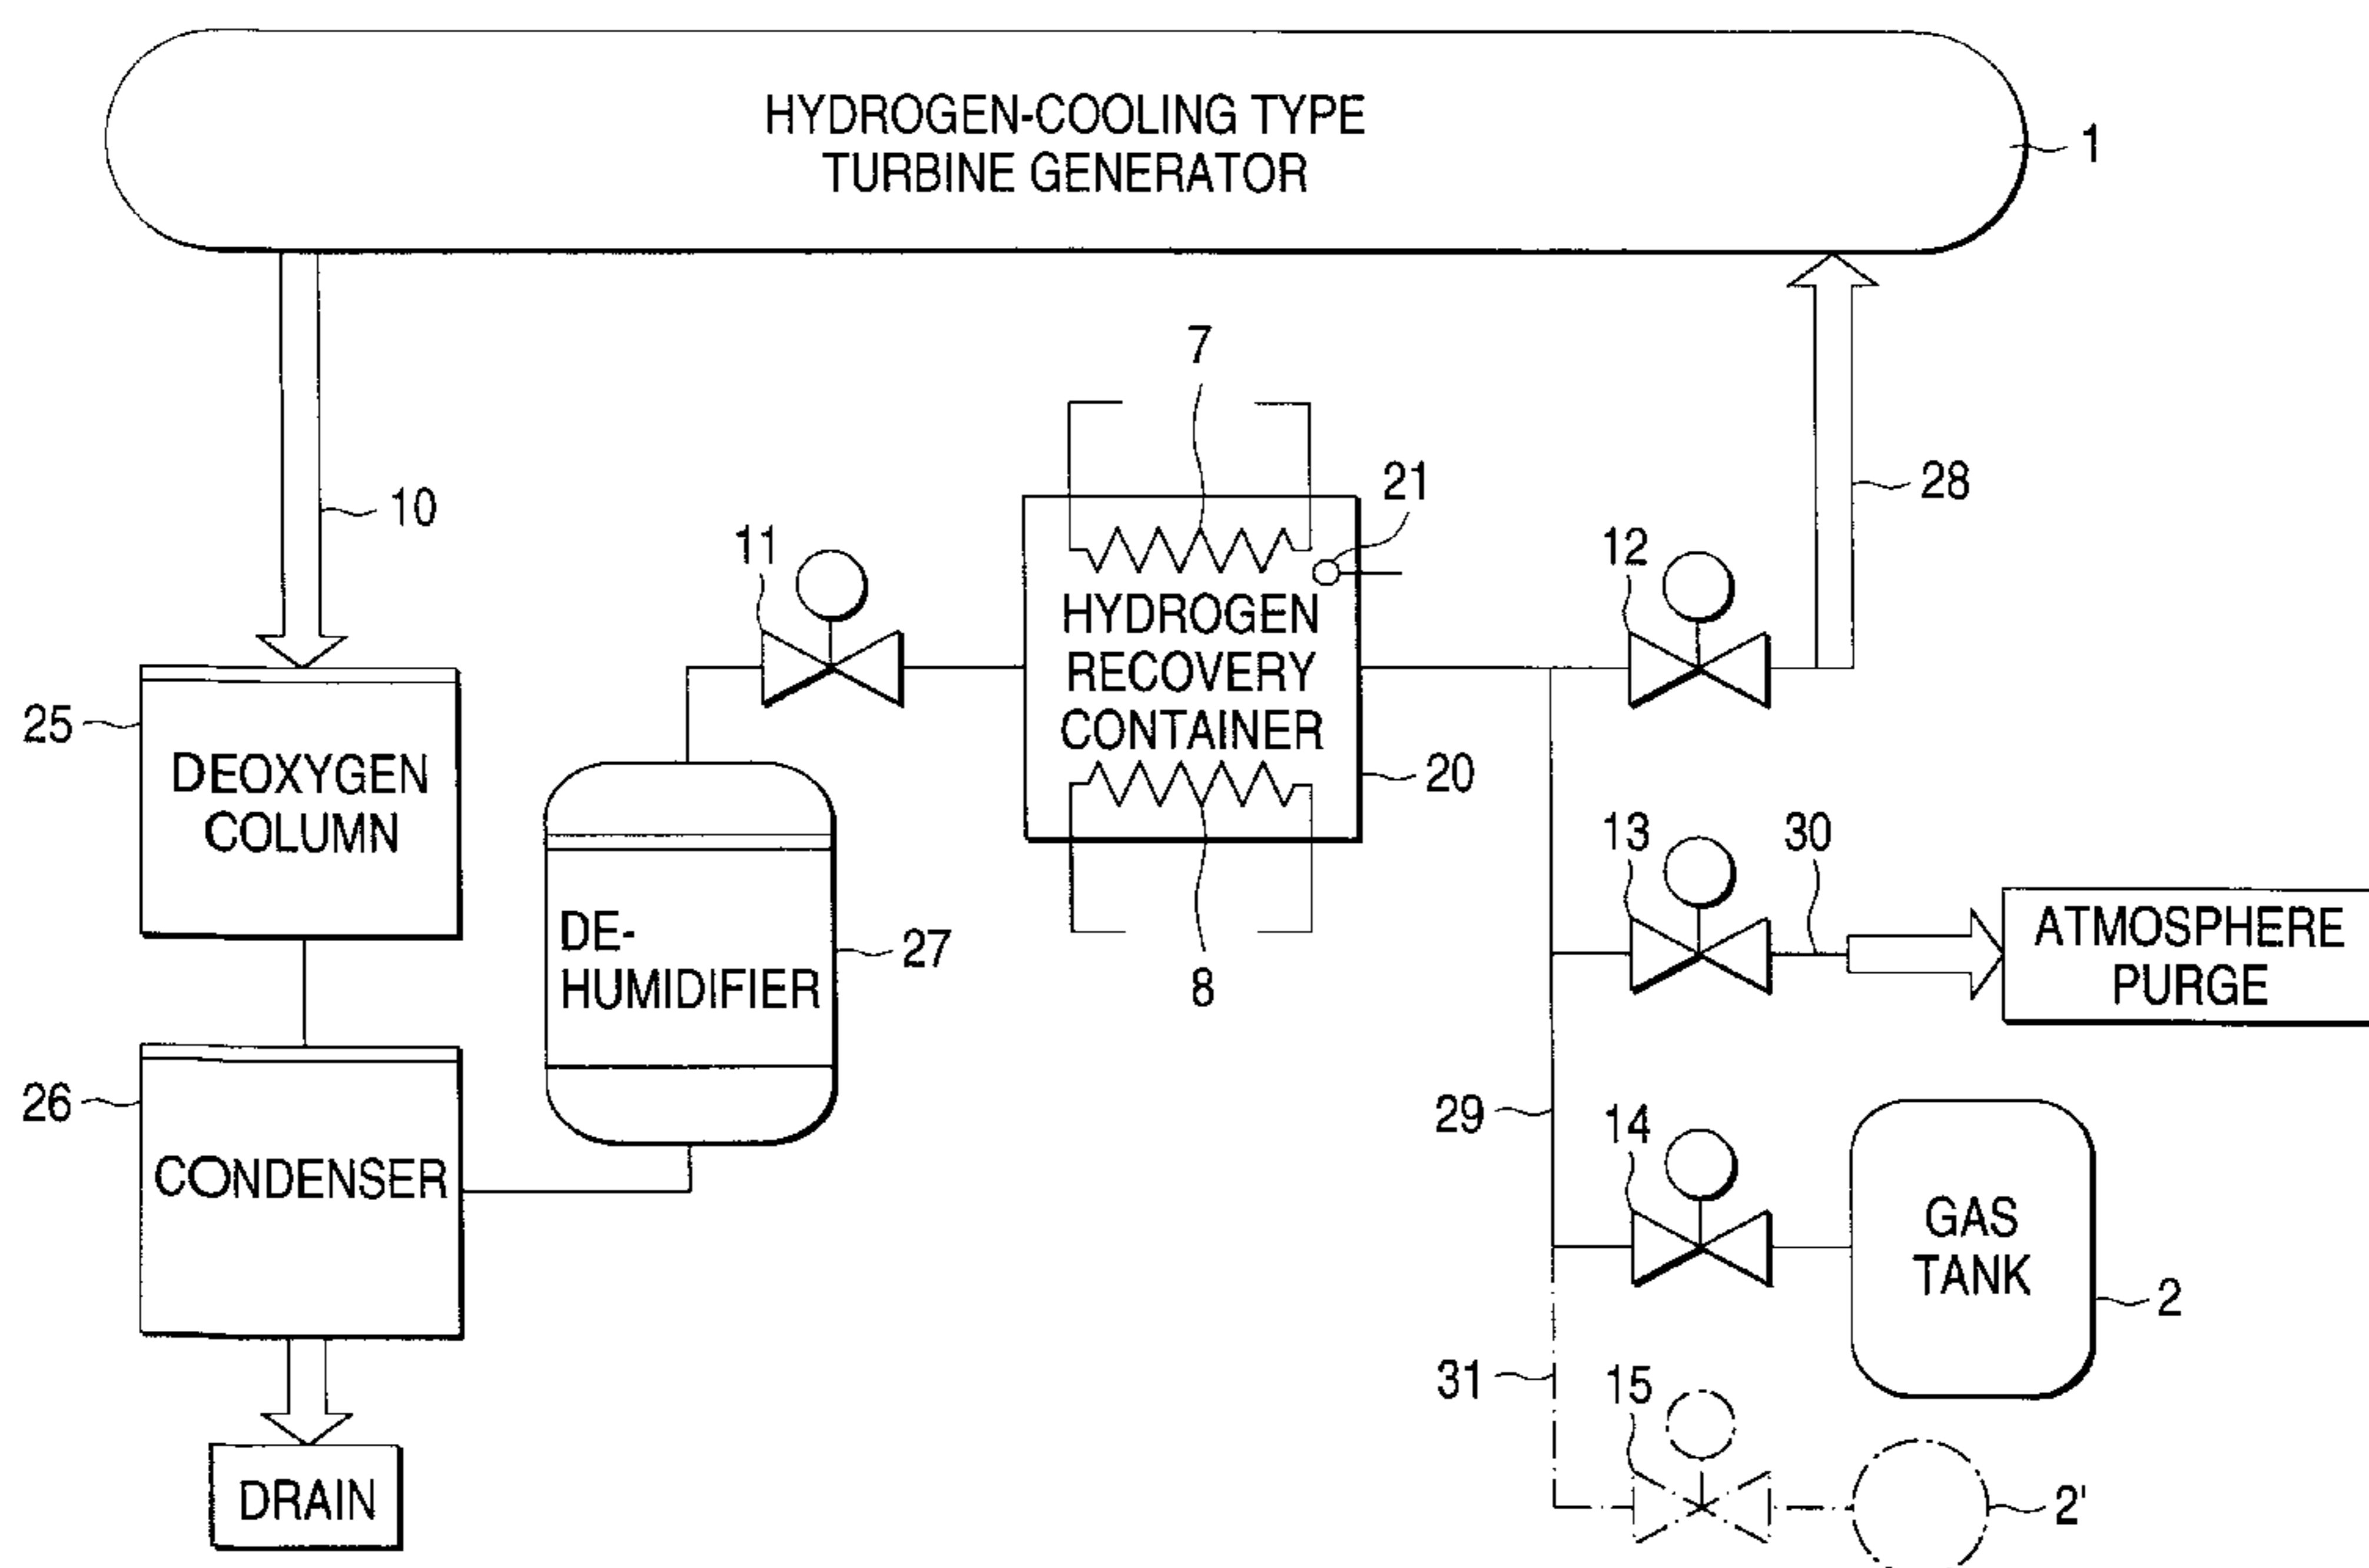 HYDROGEN-COOLING TYPE
TURBINE GENERATOR
1
7
21
28
10
11
12
HYDROGEN
RECOVERY
CONTAINER
25
DEOXYGEN
COLUMN
20
13
30
DE-
HUMIDIFIER
27
8
ATMOSPHERE
PURGE
26
CONDENSER
29
14
GAS
TANK
2
31
15
DRAIN
2'